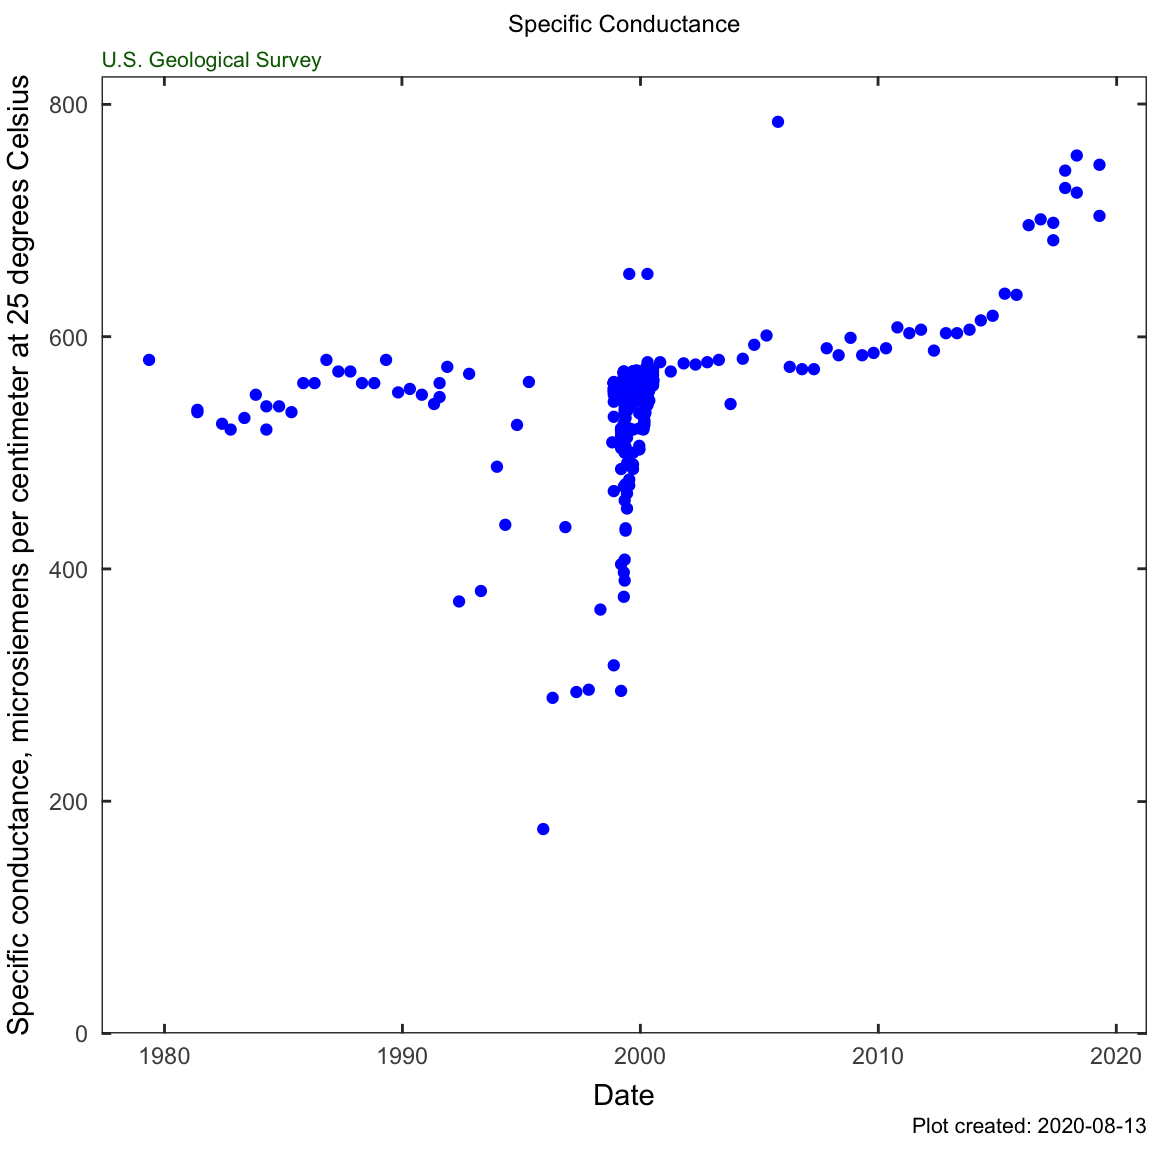 Specific Conductance
U.S. Geological Survey
Specific conductance, microsiemens per centimeter at 25 degrees Celsius
800
600
400
200
0
1980 1990 2000 2010 2020
Date
Plot created: 2020-08-13